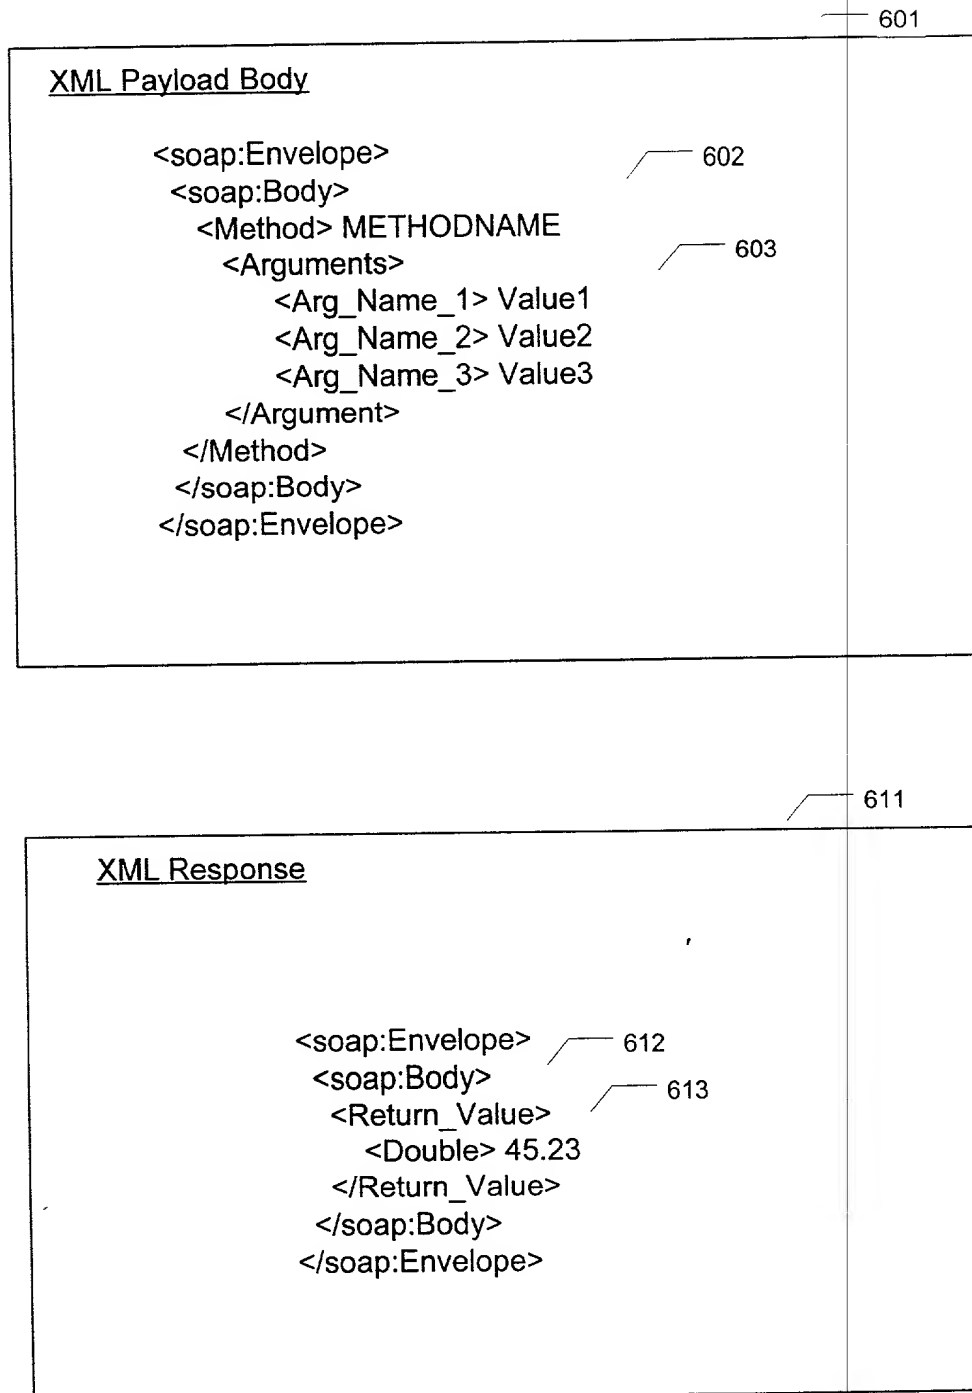 601
XML Payload Body
<soap:Envelope>
602
<soap:Body>
<Method> METHODNAME
603
<Arguments>
<Arg_Name_1> Value1
<Arg_Name_2> Value2
<Arg_Name_3> Value3
</Argument>
</Method>
</soap:Body>
</soap:Envelope>
611
XML Response
<soap:Envelope>
612
<soap:Body>
613
<Return_Value>
<Double> 45.23
</Return_Value>
</soap:Body>
</soap:Envelope>